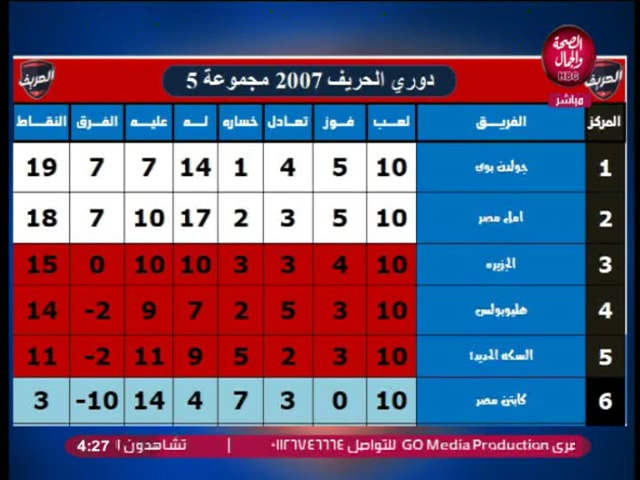 الصحة
والجمال
HBC
مباشر
الحريف
الحريف
دوري الحريف 2007 مجموعة 5
المركز الفريق لعب فوز تعادل خساره له عليه الفرق النقاط
1 جولدن بوى 10 5 4 1 14 7 7 19
2 امل مصر 10 5 3 2 17 10 7 18
3 الجزيره 10 4 3 3 10 10 0 15
4 هليوبولس 10 3 5 2 7 9 -2 14
5 السكه الحديد 10 3 2 5 9 11 -2 11
6 كابتن مصر 10 0 3 7 4 14 -10 3
GO Media Production للتواصل ٠١١٢٦٧٤٦٦٦٤ | تشاهدون
4:27